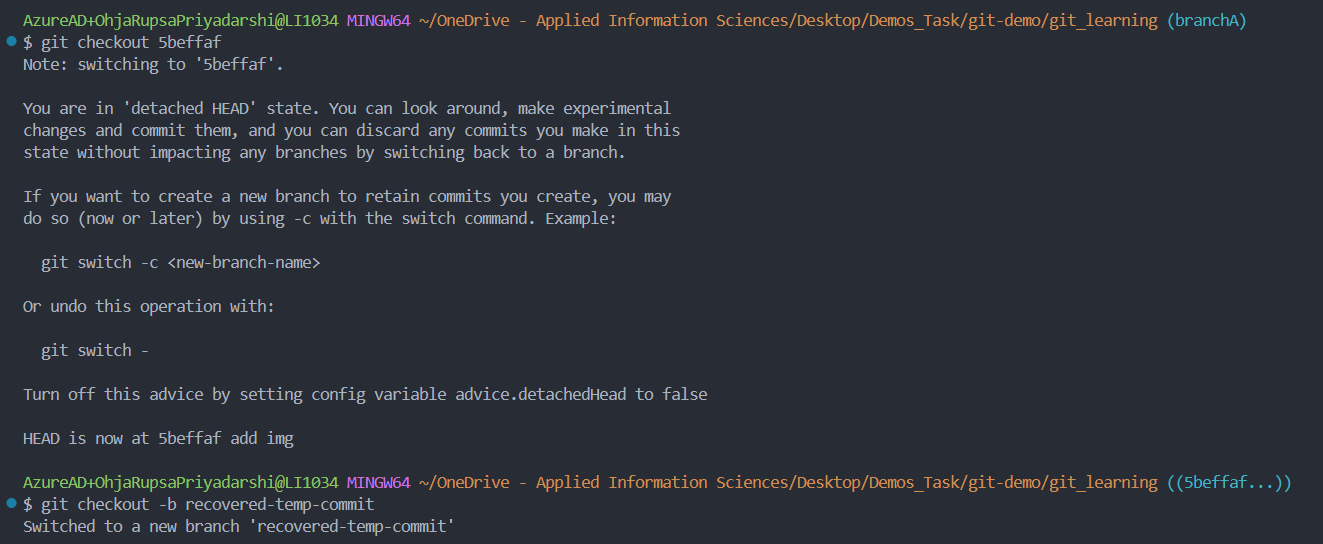 AzureAD+OhjaRupsaPriyadarshi@LI1034 MINGW64 ~/OneDrive - Applied Information Sciences/Desktop/Demos_Task/git-demo/git_learning (branchA)
$ git checkout 5beffaf
Note: switching to '5beffaf'.

You are in 'detached HEAD' state. You can look around, make experimental
changes and commit them, and you can discard any commits you make in this
state without impacting any branches by switching back to a branch.

If you want to create a new branch to retain commits you create, you may
do so (now or later) by using -c with the switch command. Example:

  git switch -c <new-branch-name>

Or undo this operation with:

  git switch -

Turn off this advice by setting config variable advice.detachedHead to false

HEAD is now at 5beffaf add img

AzureAD+OhjaRupsaPriyadarshi@LI1034 MINGW64 ~/OneDrive - Applied Information Sciences/Desktop/Demos_Task/git-demo/git_learning ((5beffaf...))
$ git checkout -b recovered-temp-commit
Switched to a new branch 'recovered-temp-commit'